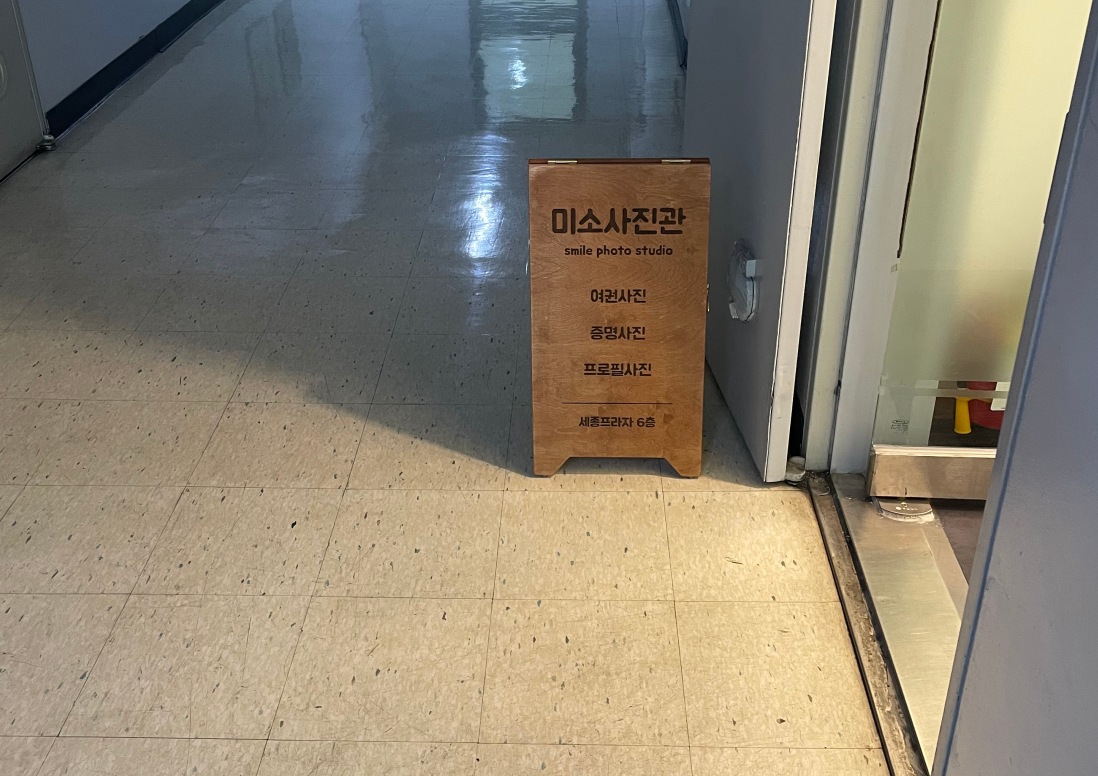 미소사진관
smile photo studio
여권사진
증명사진
프로필사진
세종프라자 6층